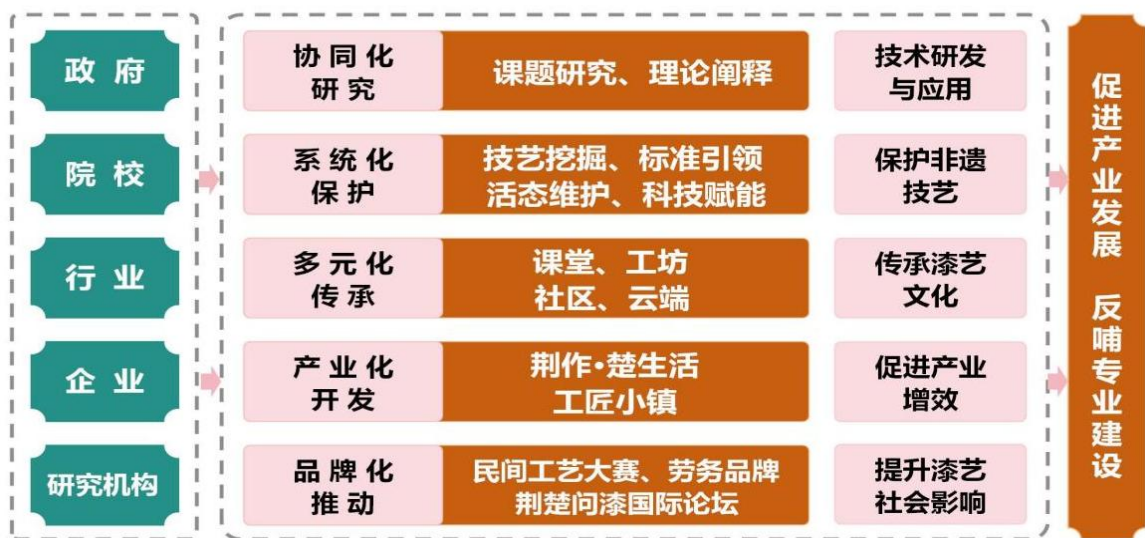 政府
院校
行业
企业
研究机构
协同化
研究
课题研究、理论阐释
技术研发
与应用
系统化
保护
技艺挖掘、标准引领
活态维护、科技赋能
保护非遗
技艺
多元化
传承
课堂、工坊
社区、云端
传承漆艺
文化
产业化
开发
荆作·楚生活
工匠小镇
促进产业
增效
品牌化
推动
民间工艺大赛、劳务品牌
荆楚问漆国际论坛
提升漆艺
社会影响
促进产业发展 反哺专业建设